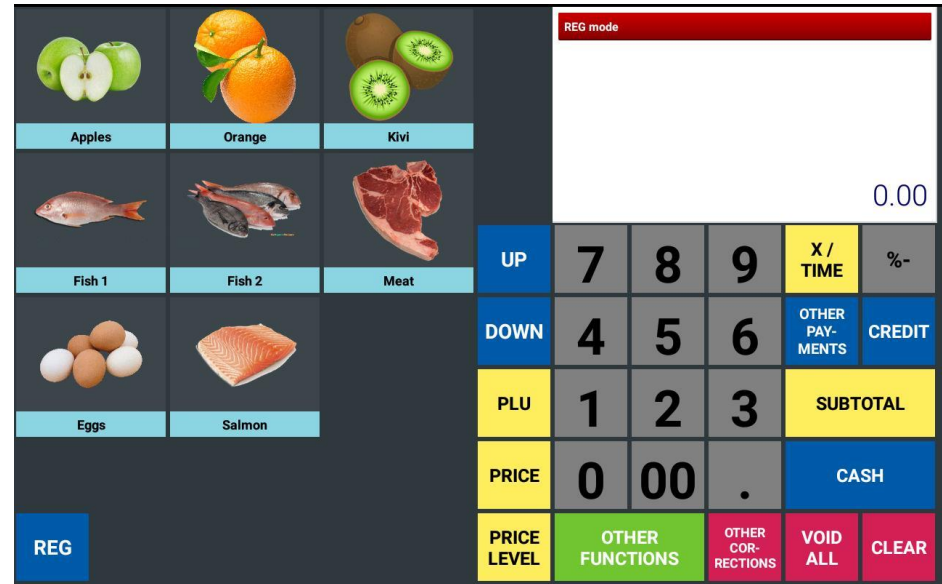 REG mode
0.00
Apples
Orange
Kivi
Fish 1
Fish 2
Meat
Eggs
Salmon
REG
UP
7
8
9
X /
TIME
%-
DOWN
4
5
6
OTHER
PAY-
MENTS
CREDIT
PLU
1
2
3
SUBTOTAL
PRICE
0
00
.
CASH
PRICE
LEVEL
OTHER
FUNCTIONS
OTHER
COR-
RECTIONS
VOID
ALL
CLEAR